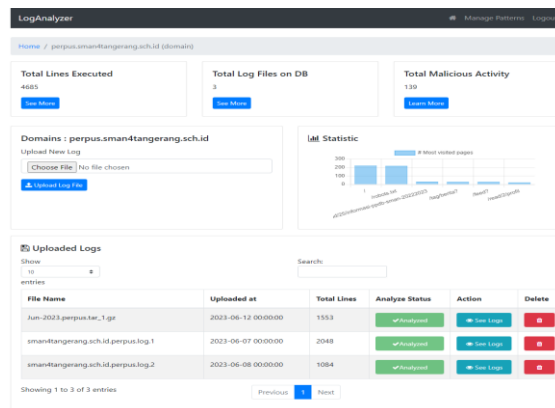 LogAnalyzer
Manage Patterns Logou
Home / perpus.sman4tangerang.sch.id (domain)
Total Lines Executed
4685
See More
Total Log Files on DB
3
See More
Total Malicious Activity
139
Learn More
Domains : perpus.sman4tangerang.sch.id
Upload New Log
Choose File No file chosen
Upload Log File
Statistic
# Most visited pages
300
200
100
0
/
/robots.txt
/tag/berita/?
/feed/?
Uploaded Logs
Show
10
entries
Search:
File Name Uploaded at Total Lines Analyze Status Action Delete
Jun-2023.perpus.tar_1.gz 2023-06-12 00:00:00 1553 Analyzed See Logs
sman4tangerang.sch.id.perpus.log.1 2023-06-07 00:00:00 2048 Analyzed See Logs
sman4tangerang.sch.id.perpus.log.2 2023-06-08 00:00:00 1084 Analyzed See Logs
Showing 1 to 3 of 3 entries
Previous 1 Next